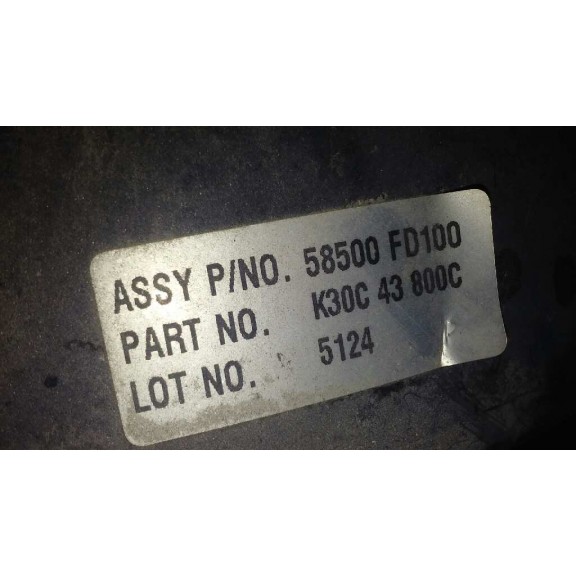 ASSY P/NO. 58500 FD100
PART NO. K30C 43 800C
LOT NO. 5124